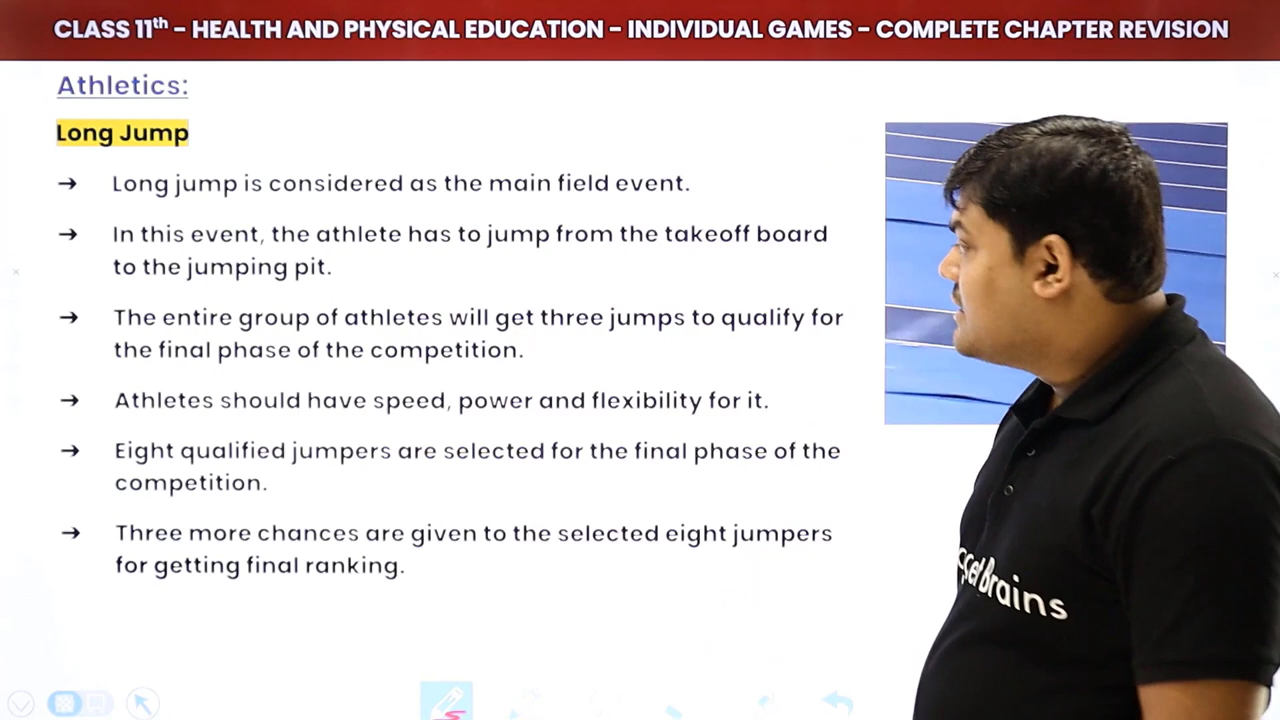 CLASS 11th – HEALTH AND PHYSICAL EDUCATION – INDIVIDUAL GAMES – COMPLETE CHAPTER REVISION
Athletics:
Long Jump
→ Long jump is considered as the main field event.
→ In this event, the athlete has to jump from the takeoff board
to the jumping pit.
→ The entire group of athletes will get three jumps to qualify for
the final phase of the competition.
→ Athletes should have speed, power and flexibility for it.
→ Eight qualified jumpers are selected for the final phase of the
competition.
→ Three more chances are given to the selected eight jumpers
for getting final ranking.
Brains